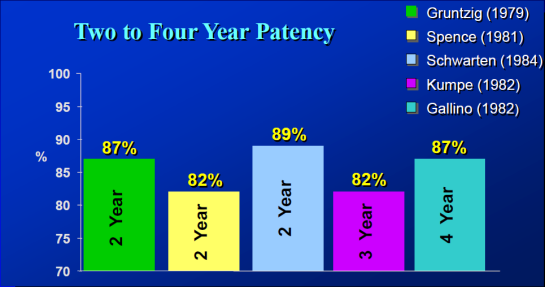 Two to Four Year Patency
Gruntzig (1979)
Spence (1981)
Schwarten (1984)
Kumpe (1982)
Gallino (1982)
%
100
95
90
85
80
75
70
87%
82%
89%
82%
87%
2 Year
2 Year
2 Year
3 Year
4 Year